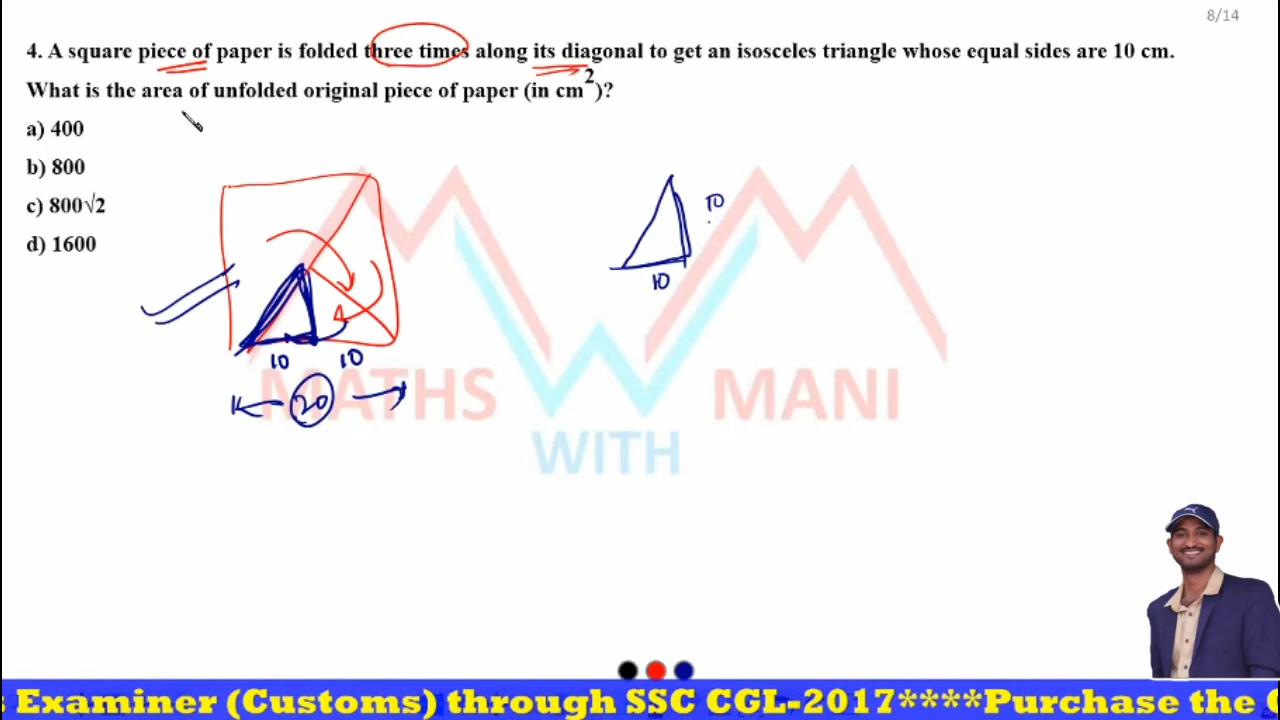 8/14
4. A square piece of paper is folded three times along its diagonal to get an isosceles triangle whose equal sides are 10 cm.
What is the area of unfolded original piece of paper (in cm²)?
a) 400
b) 800
c) 800√2
d) 1600
10
10
10 10
20
MATHS WITH MANI
Examiner (Customs) through SSC CGL-2017****Purchase the